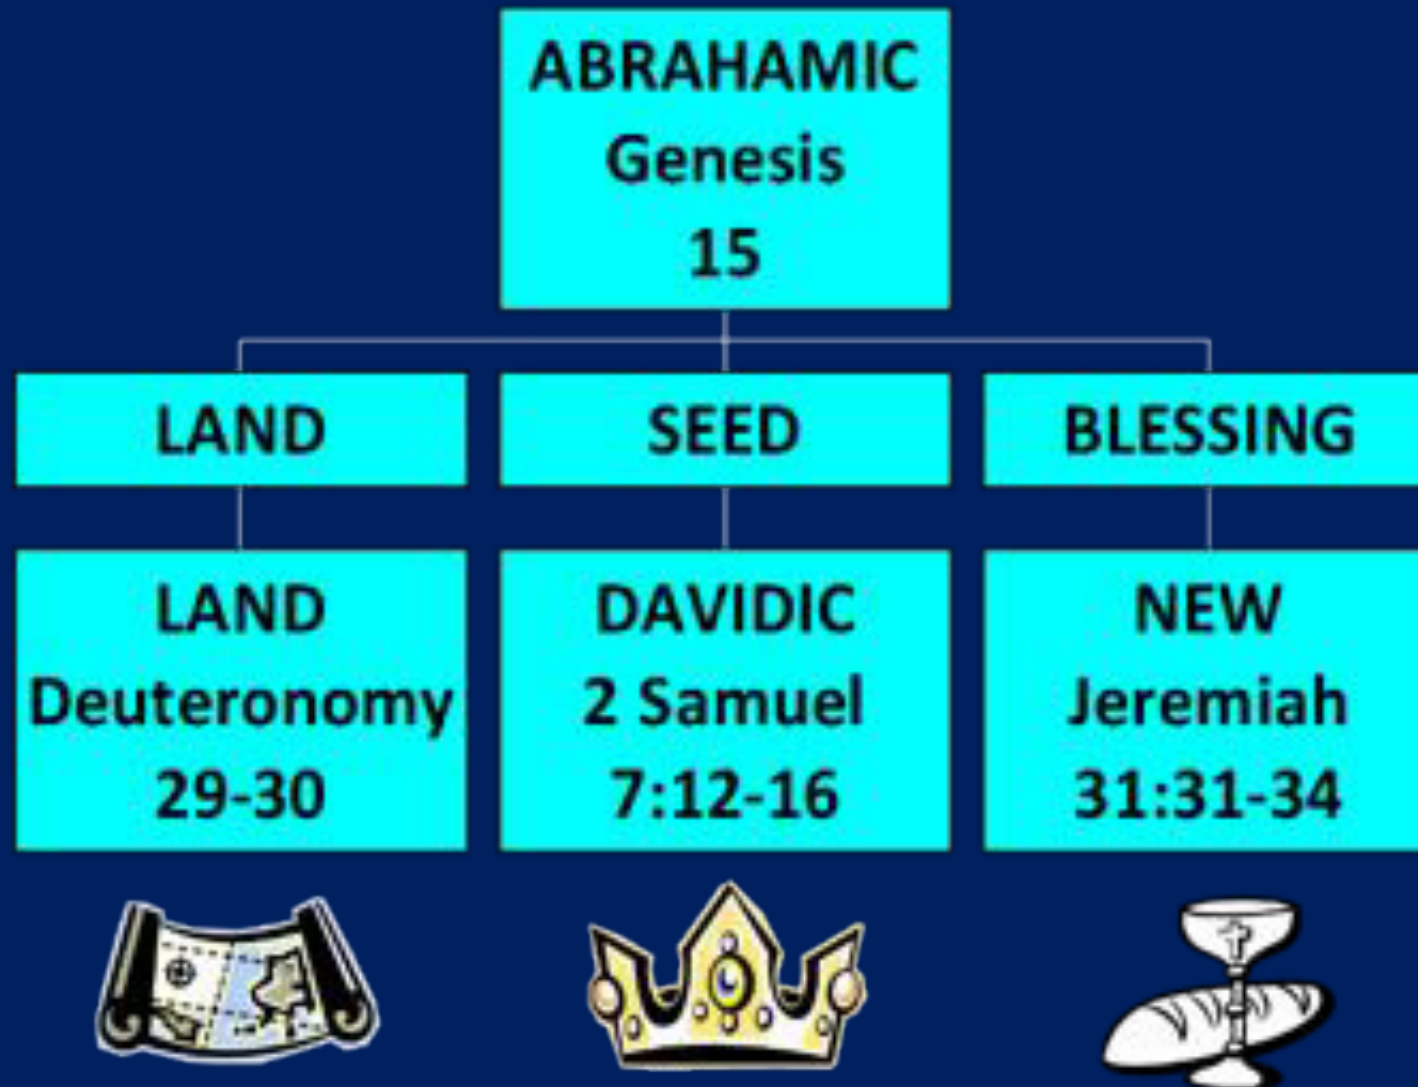 ABRAHAMIC
Genesis
15
LAND
SEED
BLESSING
LAND
Deuteronomy
29-30
DAVIDIC
2 Samuel
7:12-16
NEW
Jeremiah
31:31-34